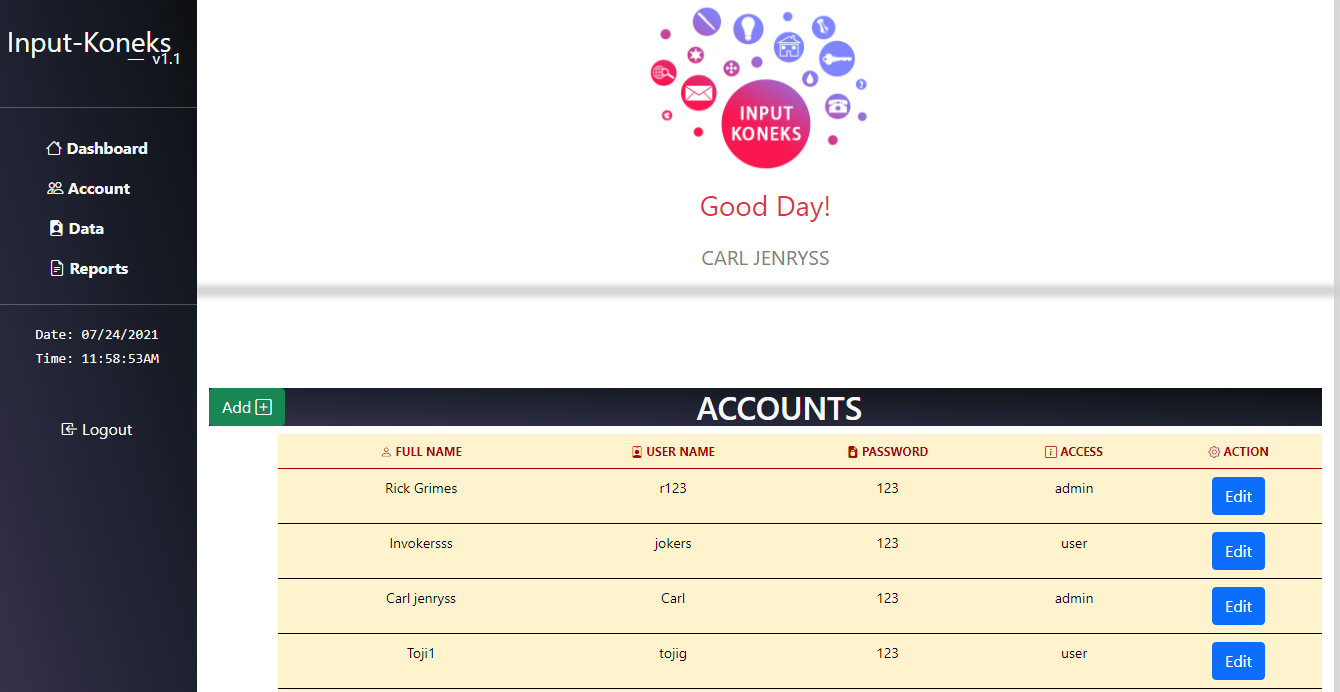 Input-Koneks
— v1.1
Dashboard
Account
Data
Reports
Date: 07/24/2021
Time: 11:58:53AM
Logout
INPUT
KONEKS
Good Day!
CARL JENRYSS
Add
ACCOUNTS
FULL NAME USER NAME PASSWORD ACCESS ACTION
Rick Grimes r123 123 admin Edit
Invokersss jokers 123 user Edit
Carl jenryss Carl 123 admin Edit
Toji1 tojig 123 user Edit